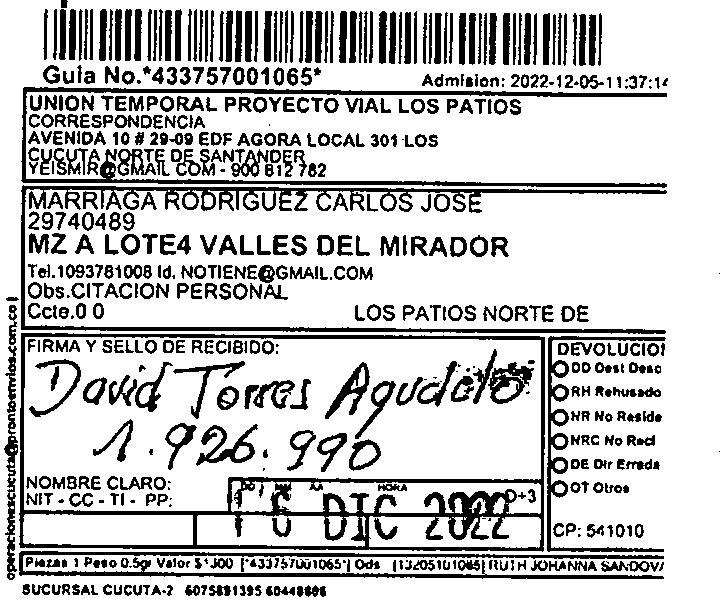 Guia No.*433757001065*
Admision: 2022-12-05-11:37:14
UNION TEMPORAL PROYECTO VIAL LOS PATIOS
CORRESPONDENCIA
AVENIDA 10 # 29-09 EDF AGORA LOCAL 301 LOS
CUCUTA NORTE DE SANTANDER
YEISMIR@GMAIL COM - 900 812 782
MARRIAGA RODRIGUEZ CARLOS JOSE
29740489
MZ A LOTE4 VALLES DEL MIRADOR
Tel.1093781008 Id. NOTIENE@GMAIL.COM
Obs.CITACION PERSONAL
Ccte.0 0 LOS PATIOS NORTE DE
operacionescucuta@prontoenvios.com.co
FIRMA Y SELLO DE RECIBIDO:
David Torres Agudelo
1.926.990
NOMBRE CLARO:
NIT - CC - TI - PP:
DD MM AA HORA
D+3
16 DIC 2022
DEVOLUCION
DD Dest Desc
RH Rehusado
NR No Reside
NRC No Recl
DE Dir Errada
OT Otros
CP: 541010
Piezas 1 Peso 0.5gr Valor $1300 [*433757001065*] Ods [13205101065] RUTH JOHANNA SANDOVA
SUCURSAL CUCUTA-2 6075891395